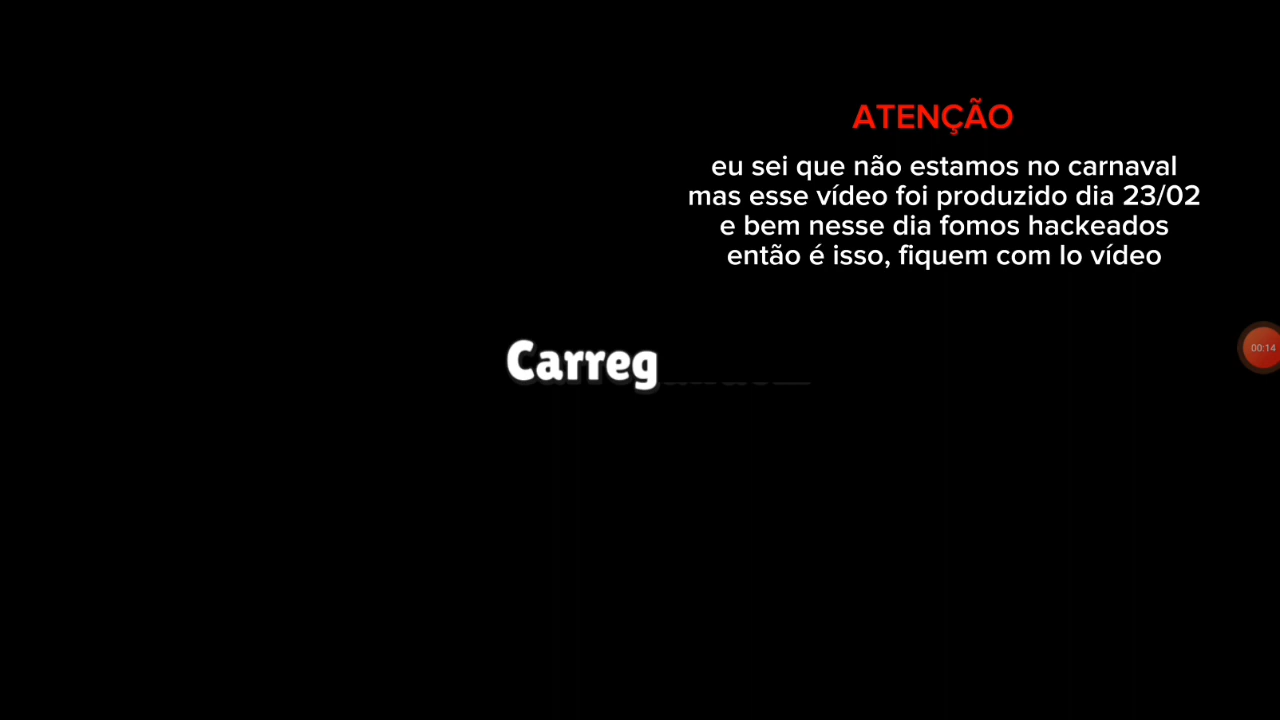 ATENÇÃO
eu sei que não estamos no carnaval
mas esse vídeo foi produzido dia 23/02
e bem nesse dia fomos hackeados
então é isso, fiquem com lo vídeo
Carreg
00:14